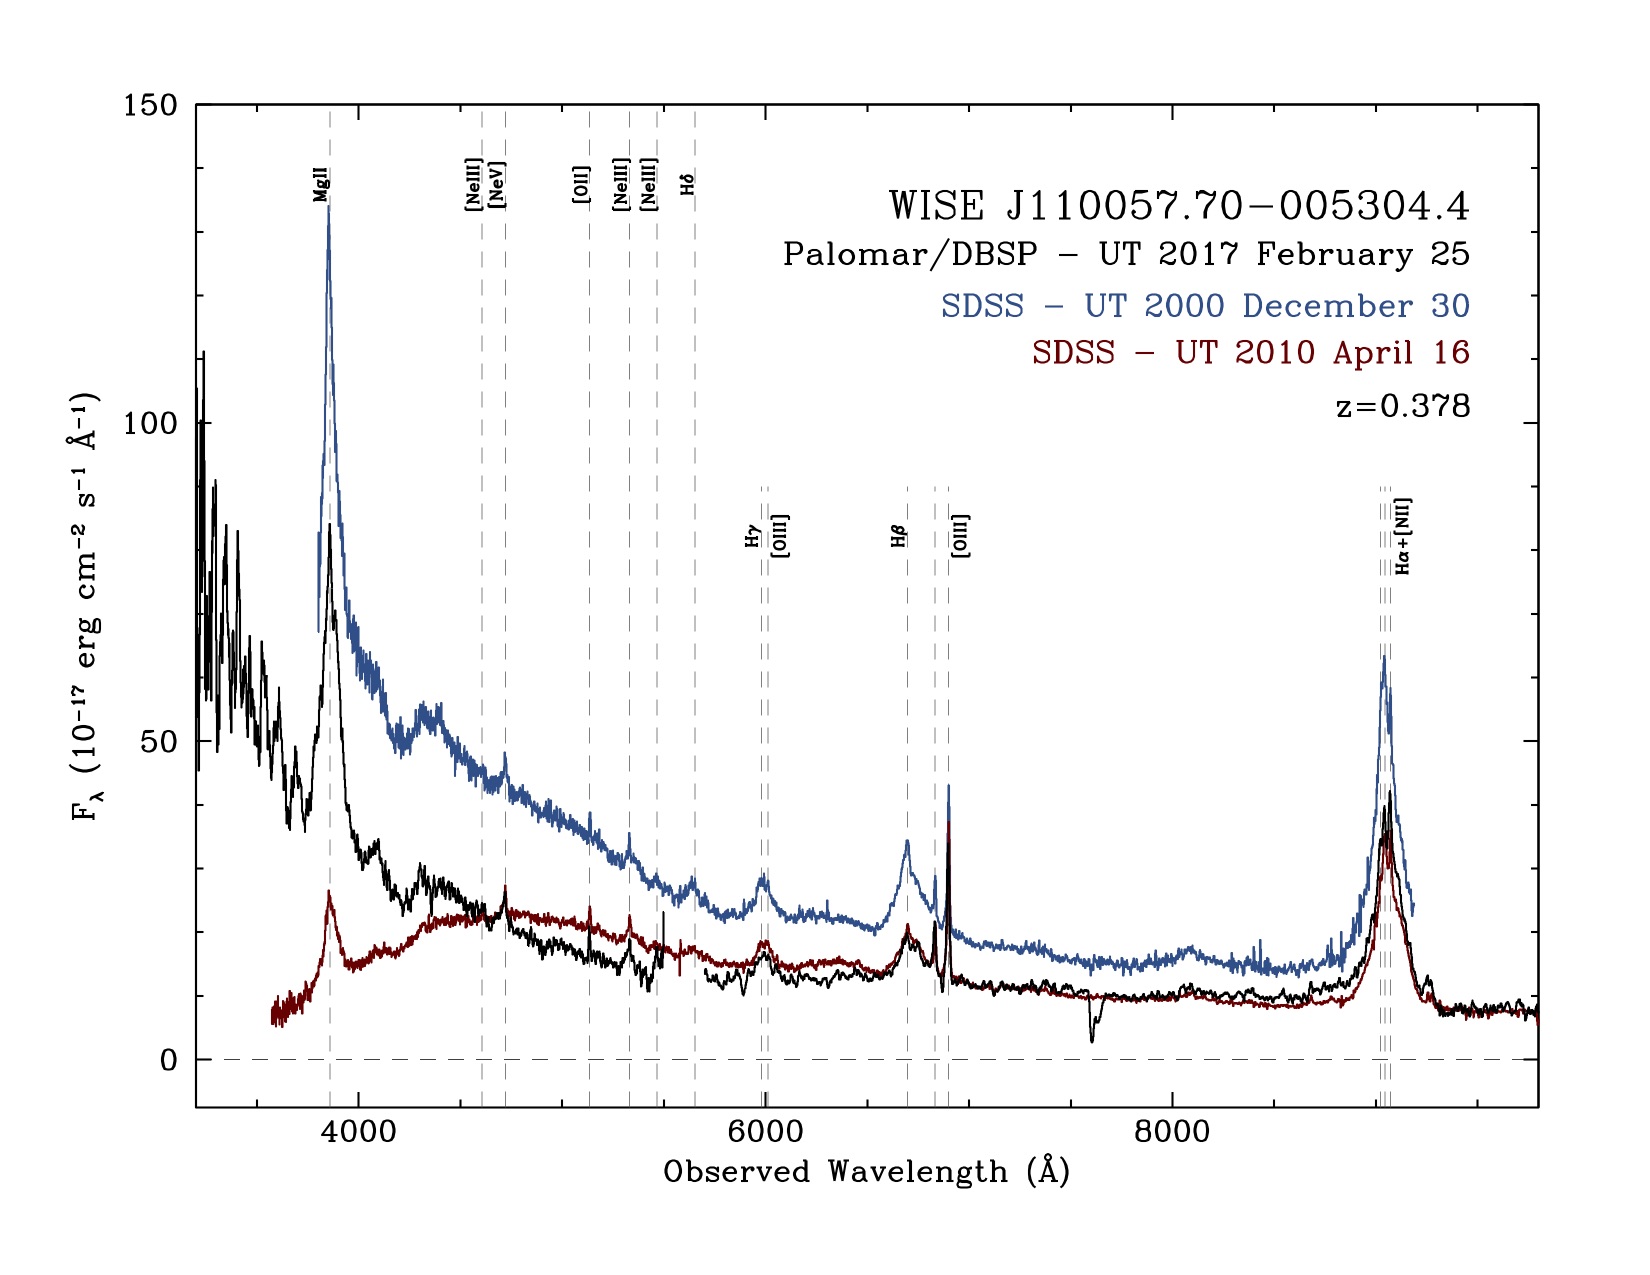 150
100
50
0
F_λ (10⁻¹⁷ erg cm⁻² s⁻¹ Å⁻¹)
MgII
[NeIII]
[NeV]
[OII]
[NeIII]
[NeIII]
Hδ
WISE J110057.70−005304.4
Palomar/DBSP − UT 2017 February 25
SDSS − UT 2000 December 30
SDSS − UT 2010 April 16
z=0.378
Hγ
[OIII]
Hβ
[OIII]
Hα+[NII]
4000
6000
8000
Observed Wavelength (Å)